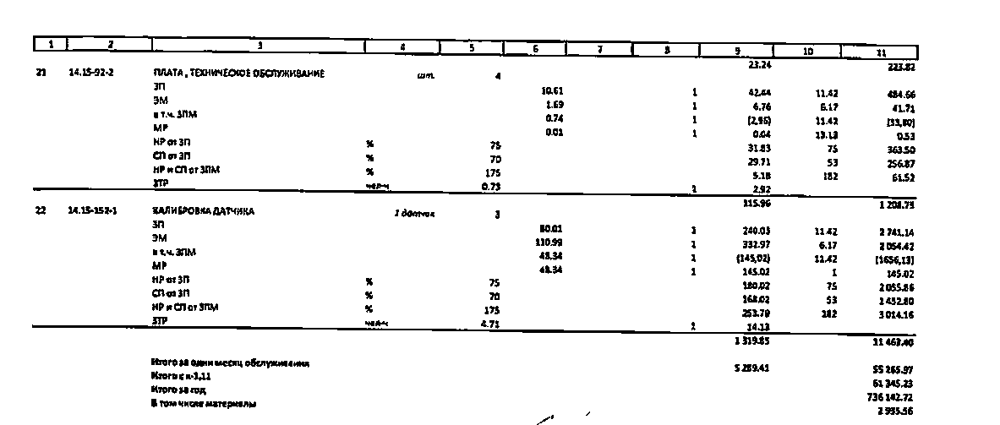 1 2 3 4 5 6 7 8 9 10 11
23.24 223.82
21 14.15-92-2 ПЛАТА, ТЕХНИЧЕСКОЕ ОБСЛУЖИВАНИЕ шт. 4
ЗП 10.61 1 42.44 11.42 484.66
ЭМ 1.69 1 6.76 6.17 41.71
в т.ч. ЗПМ 0.74 1 (2,96) 11.42 (33,80)
МР 0.01 1 0.04 13.13 0.53
НР от ЗП % 75 31.83 75 363.50
СП от ЗП % 70 29.71 53 256.87
НР и СП от ЗПМ % 175 5.18 182 61.52
ЗТР чел-ч 0.73 1 2.92
115.96 1 208.79
22 14.15-152-1 КАЛИБРОВКА ДАТЧИКА 1 датчик 3
ЗП 80.01 1 240.03 11.42 2 741.14
ЭМ 110.99 1 332.97 6.17 2 054.42
в т.ч. ЗПМ 48.34 1 (145,02) 11.42 (1656,13)
МР 48.34 1 145.02 1 145.02
НР от ЗП % 75 180.02 75 2 055.86
СП от ЗП % 70 168.02 53 1 452.80
НР и СП от ЗПМ % 175 253.79 182 3 014.16
ЗТР чел-ч 4.71 1 14.13
1 319.85 11 463.40
Итого за один месяц обслуживания 5 289.41 55 265.97
Итого с к-1,11 61 345.23
Итого за год 736 142.72
В том числе материалы 2 995.56